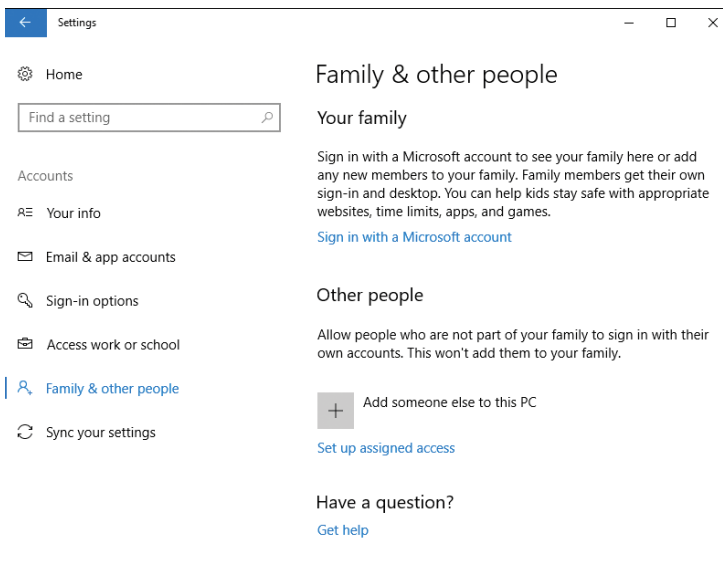 Settings
Home
Find a setting
Accounts
Your info
Email & app accounts
Sign-in options
Access work or school
Family & other people
Sync your settings
Family & other people
Your family
Sign in with a Microsoft account to see your family here or add
any new members to your family. Family members get their own
sign-in and desktop. You can help kids stay safe with appropriate
websites, time limits, apps, and games.
Sign in with a Microsoft account
Other people
Allow people who are not part of your family to sign in with their
own accounts. This won't add them to your family.
Add someone else to this PC
Set up assigned access
Have a question?
Get help